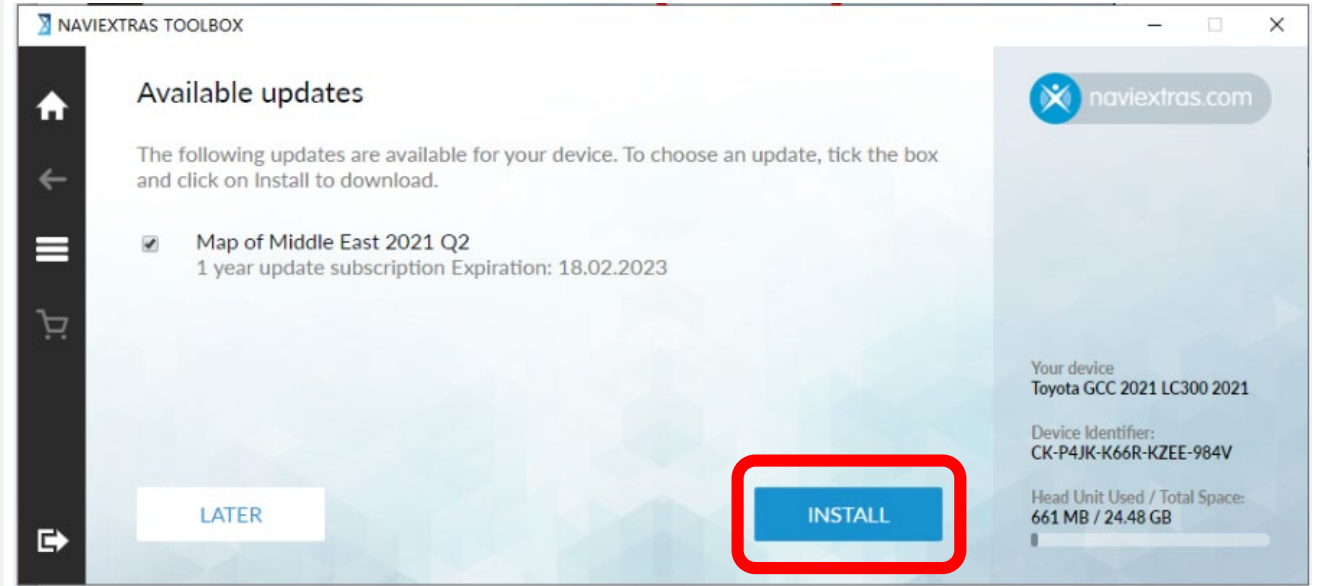 NAVIEXTRAS TOOLBOX
Available updates
The following updates are available for your device. To choose an update, tick the box
and click on Install to download.
Map of Middle East 2021 Q2
1 year update subscription Expiration: 18.02.2023
LATER
INSTALL
naviextras.com
Your device
Toyota GCC 2021 LC300 2021
Device Identifier:
CK-P4JK-K66R-KZEE-984V
Head Unit Used / Total Space:
661 MB / 24.48 GB